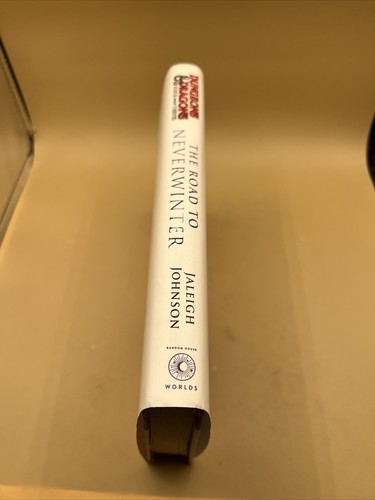 DUNGEONS
& DRAGONS
THE ROAD TO
NEVERWINTER
JALEIGH
JOHNSON
RANDOM HOUSE
WORLDS